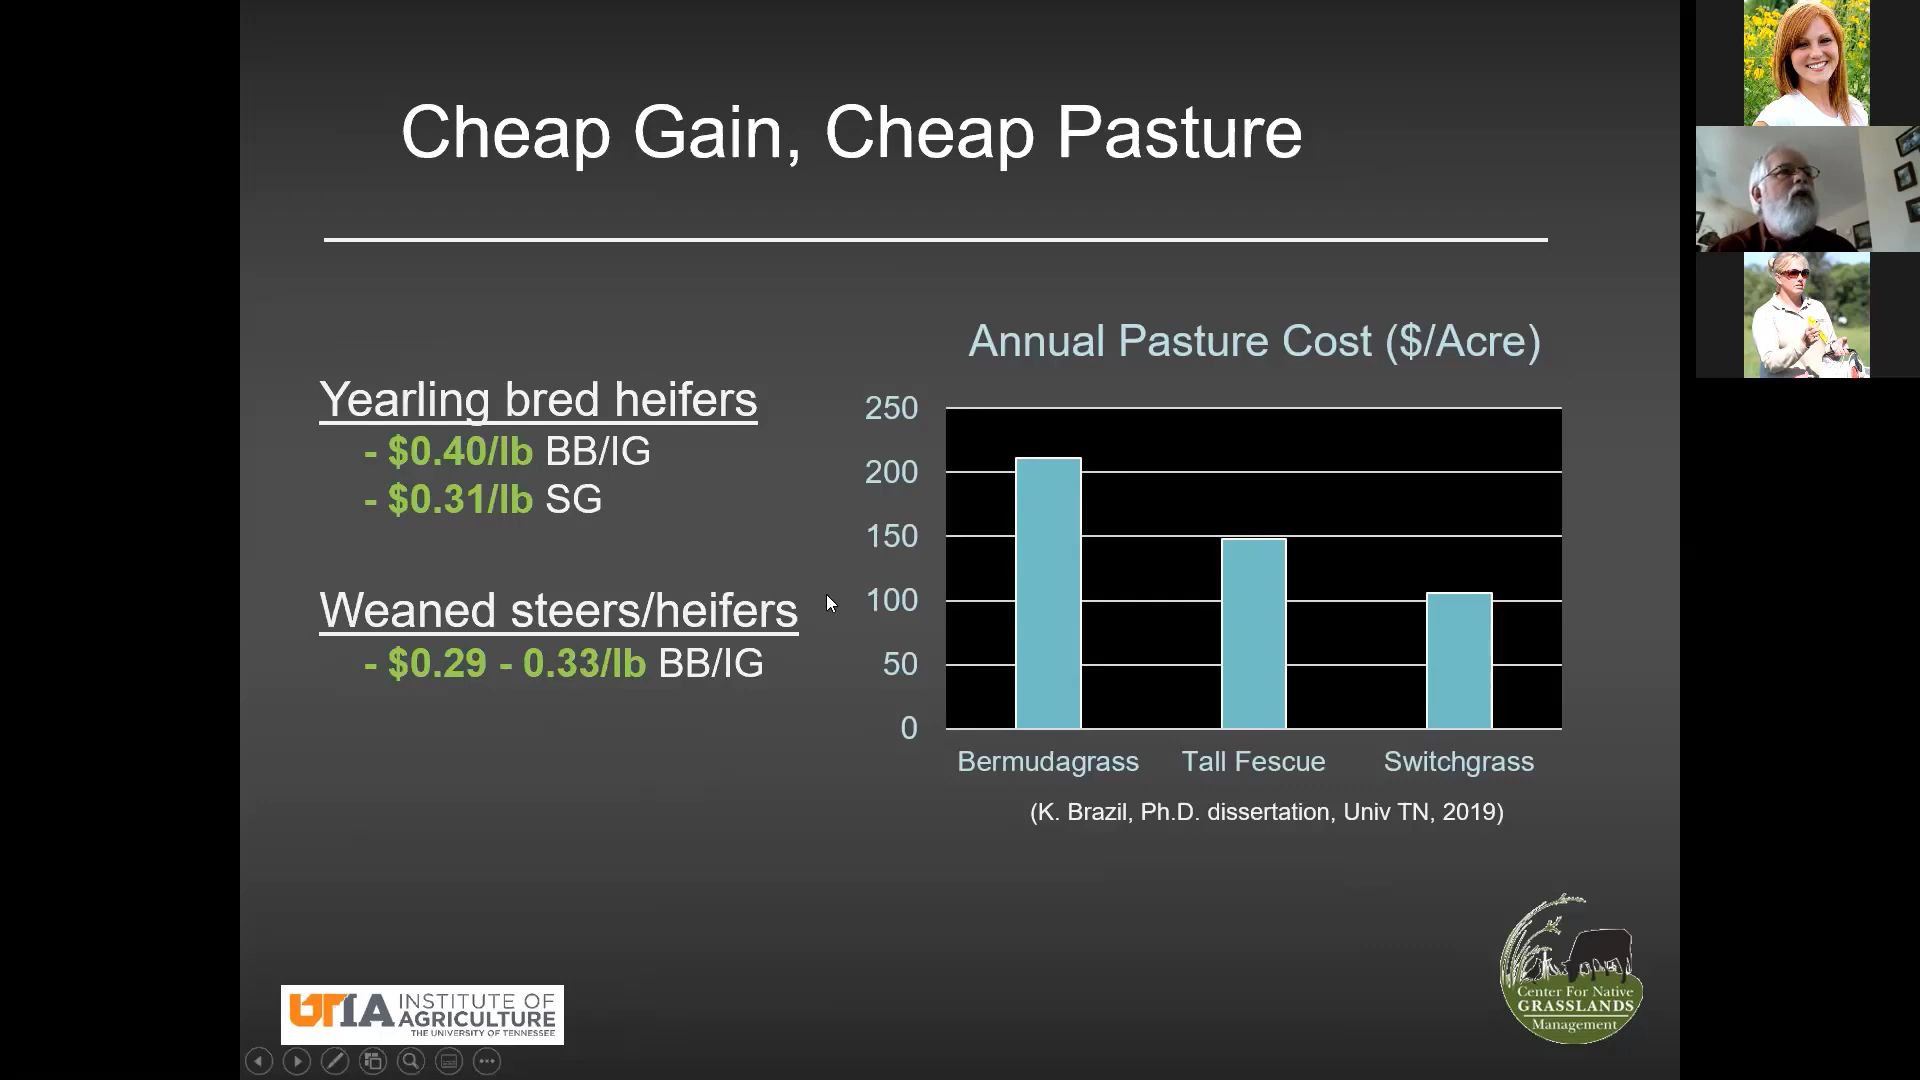 Cheap Gain, Cheap Pasture
Yearling bred heifers
- $0.40/lb BB/IG
- $0.31/lb SG
Weaned steers/heifers
- $0.29 - 0.33/lb BB/IG
Annual Pasture Cost ($/Acre)
250
200
150
100
50
0
Bermudagrass Tall Fescue Switchgrass
(K. Brazil, Ph.D. dissertation, Univ TN, 2019)
UTIA INSTITUTE OF
AGRICULTURE
THE UNIVERSITY OF TENNESSEE
Center For Native
GRASSLANDS
Management